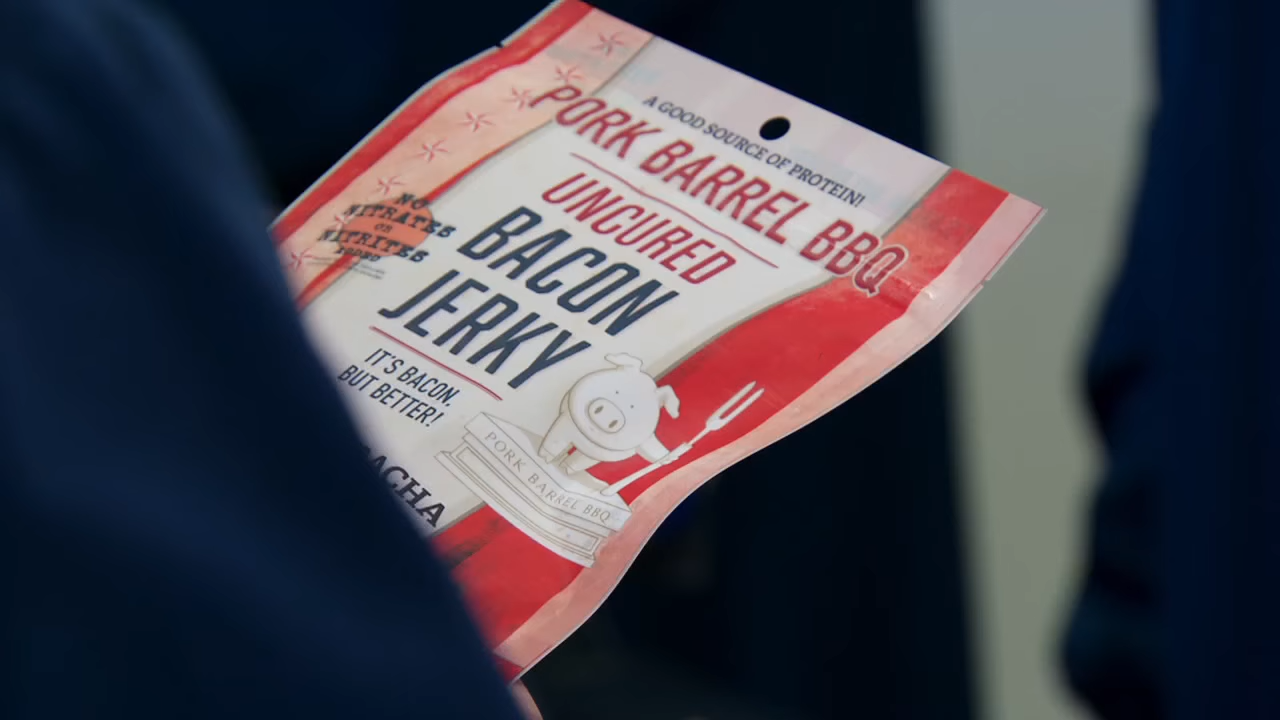 A GOOD SOURCE OF PROTEIN!
PORK BARREL BBQ
UNCURED
BACON
JERKY
NO
NITRATES
OR
NITRITES
IT'S BACON,
BUT BETTER!
PORK BARREL BBQ
ACHA